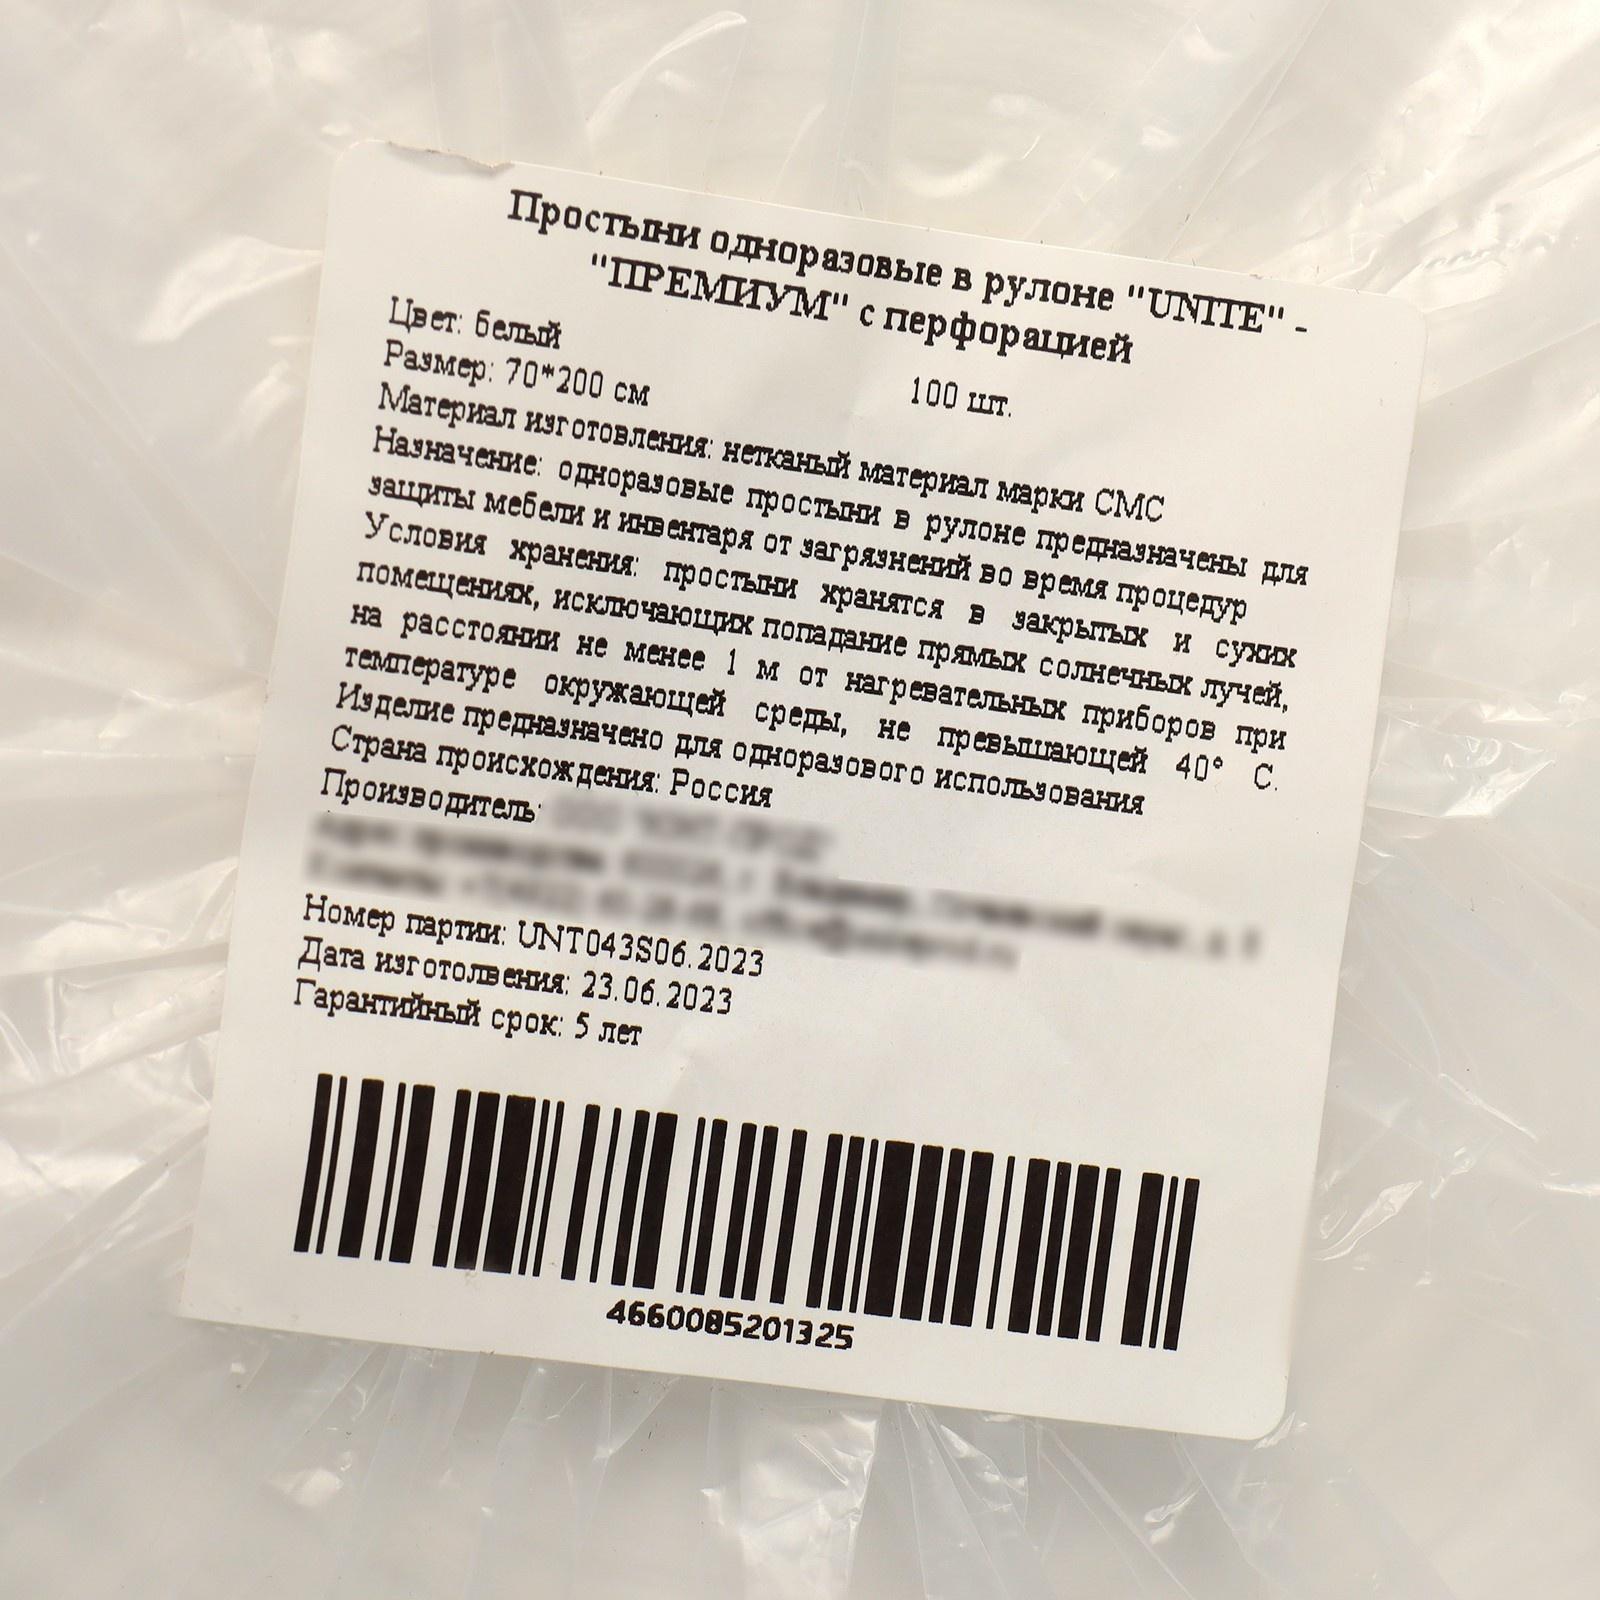 Простыни одноразовые в рулоне "UNITE" -
"ПРЕМИУМ" с перфорацией
Цвет: белый
Размер: 70*200 см 100 шт.
Материал изготовления: нетканый материал марки СМС
Назначение: одноразовые простыни в рулоне предназначены для
защиты мебели и инвентаря от загрязнений во время процедур
Условия хранения: простыни хранятся в закрытых и сухих
помещениях, исключающих попадание прямых солнечных лучей,
на расстоянии не менее 1 м от нагревательных приборов при
температуре окружающей среды, не превышающей 40° С.
Изделие предназначено для одноразового использования
Страна происхождения: Россия
Производитель:
Номер партии: UNT043S06.2023
Дата изготолвения: 23.06.2023
Гарантийный срок: 5 лет
4660085201325